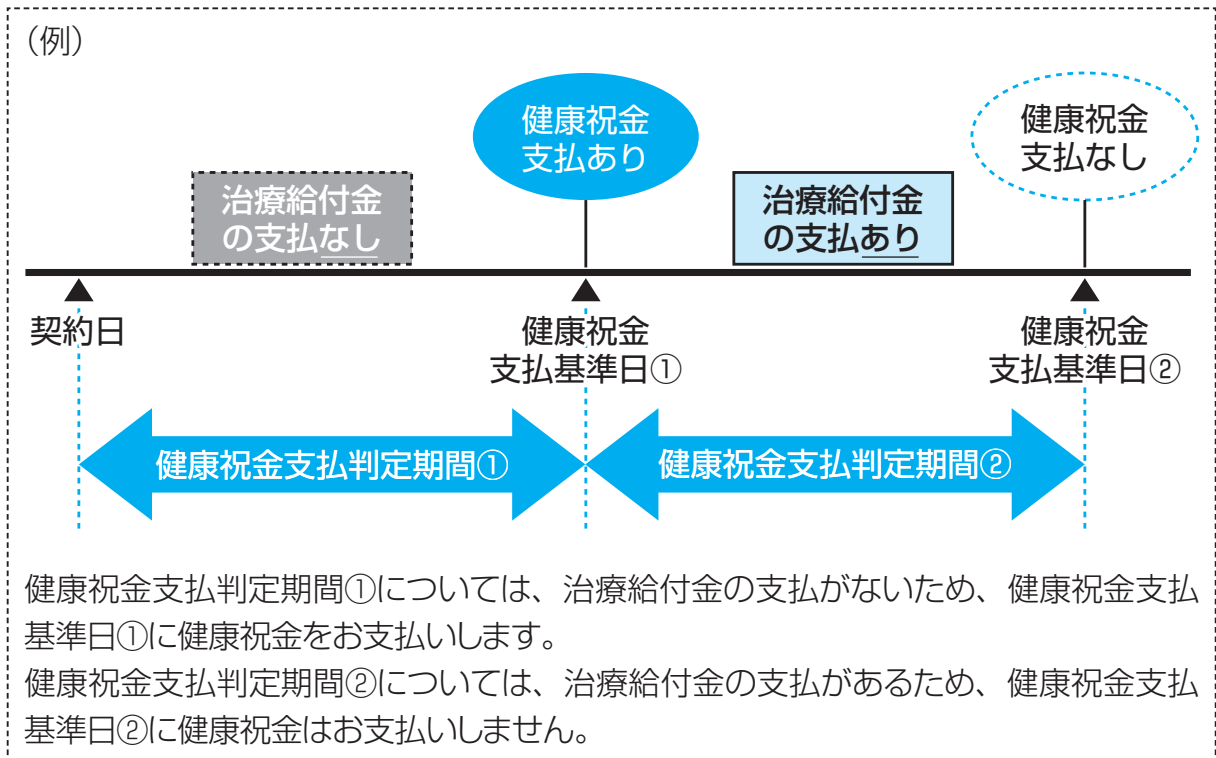 （例）
健康祝金
支払あり
健康祝金
支払なし
治療給付金
の支払なし
治療給付金
の支払あり
契約日
健康祝金
支払基準日①
健康祝金
支払基準日②
健康祝金支払判定期間①
健康祝金支払判定期間②
健康祝金支払判定期間①については、治療給付金の支払がないため、健康祝金支払
基準日①に健康祝金をお支払いします。
健康祝金支払判定期間②については、治療給付金の支払があるため、健康祝金支払
基準日②に健康祝金はお支払いしません。